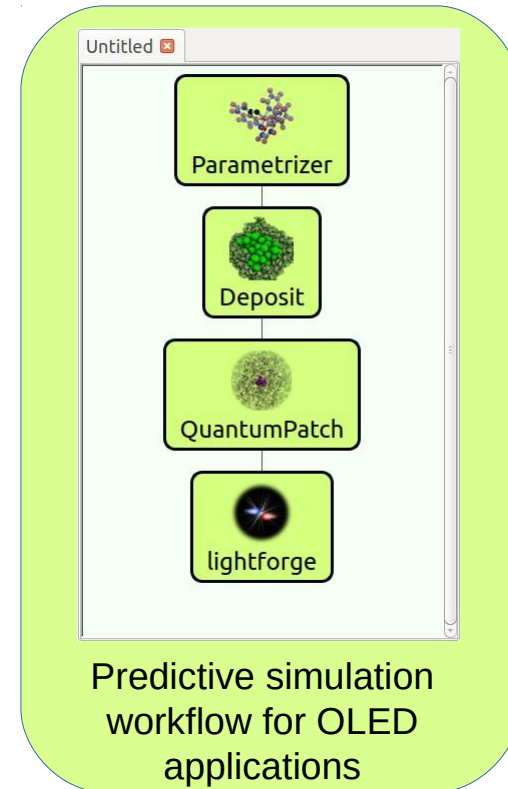 Untitled
Parametrizer
Deposit
QuantumPatch
lightforge
Predictive simulation
workflow for OLED
applications